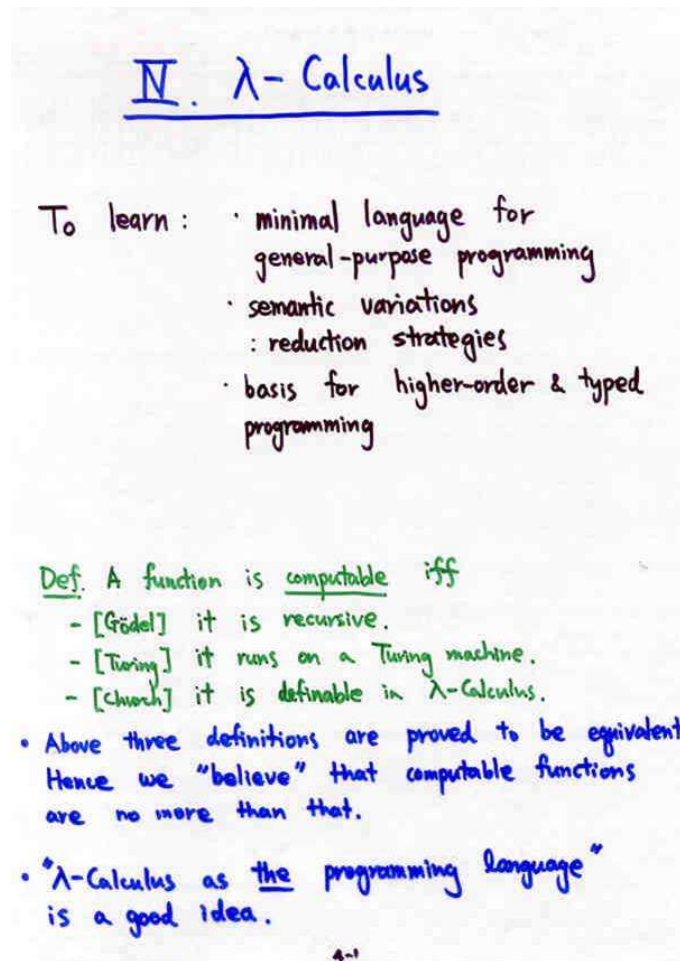 IV. λ-Calculus
To learn : · minimal language for
general-purpose programming
· semantic variations
: reduction strategies
· basis for higher-order & typed
programming
Def. A function is computable iff
- [Gödel] it is recursive.
- [Turing] it runs on a Turing machine.
- [Church] it is definable in λ-Calculus.
• Above three definitions are proved to be equivalent
Hence we "believe" that computable functions
are no more than that.
• "λ-Calculus as the programming language"
is a good idea.
4-1